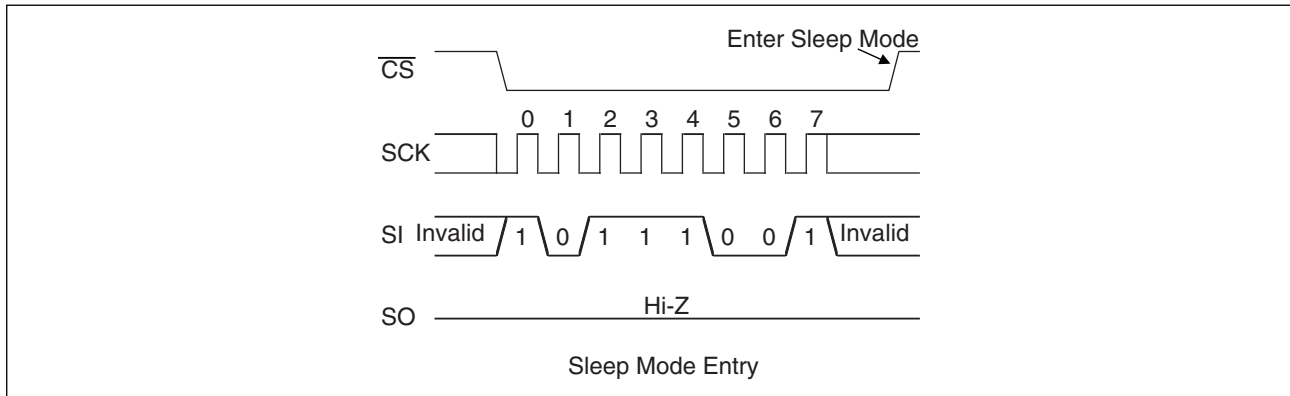 Enter Sleep Mode
CS
0 1 2 3 4 5 6 7
SCK
SI Invalid 1 0 1 1 1 0 0 1 Invalid
Hi-Z
SO
Sleep Mode Entry